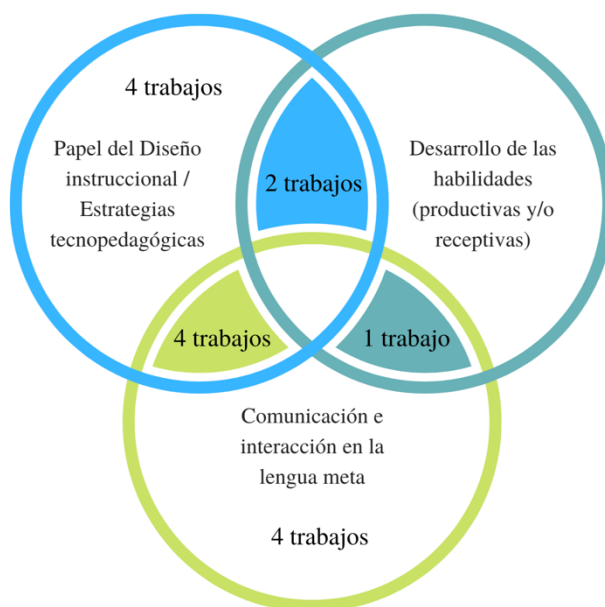 4 trabajos
Papel del Diseño
instruccional /
Estrategias
tecnopedagógicas
2 trabajos
Desarrollo de las
habilidades
(productivas y/o
receptivas)
4 trabajos
1 trabajo
Comunicación e
interacción en la
lengua meta
4 trabajos